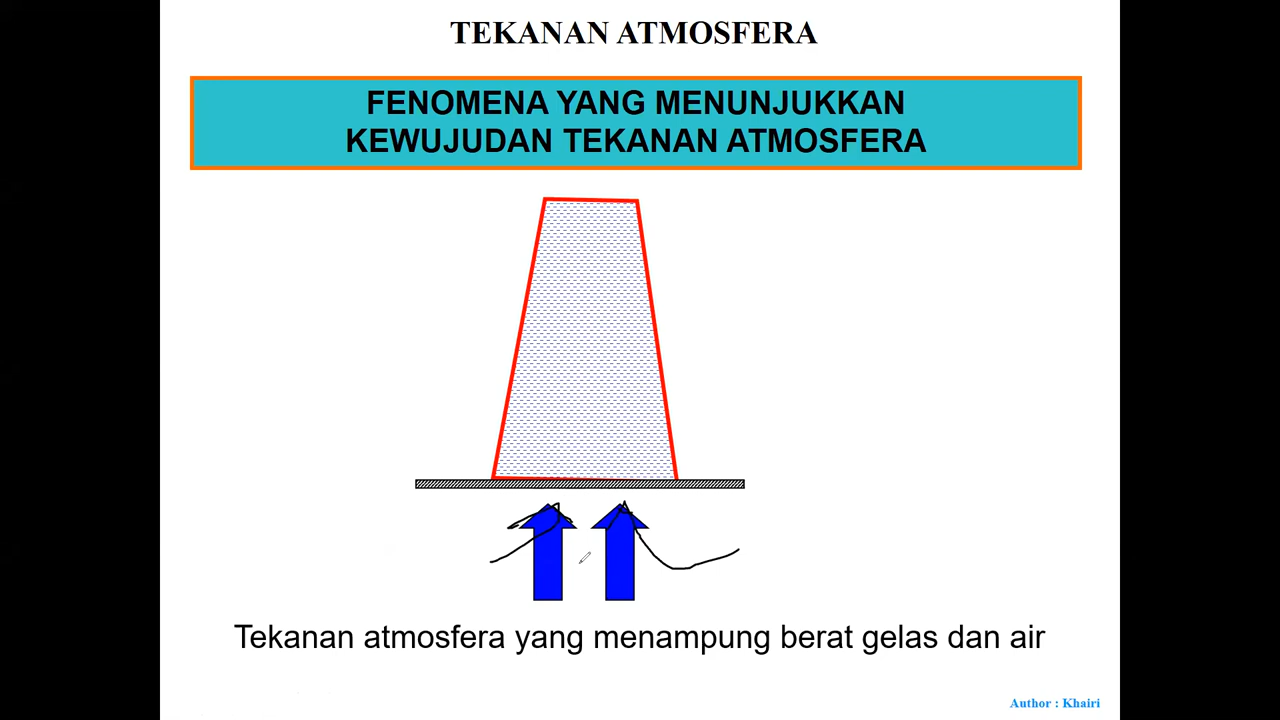 TEKANAN ATMOSFERA
FENOMENA YANG MENUNJUKKAN
KEWUJUDAN TEKANAN ATMOSFERA
Tekanan atmosfera yang menampung berat gelas dan air
Author : Khairi